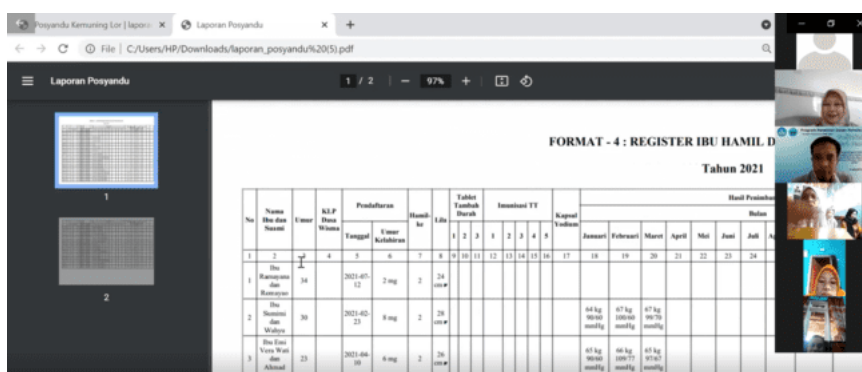 Posyandu Kemuning Lor | lapora
Laporan Posyandu
File | C:/Users/HP/Downloads/laporan_posyandu%20(5).pdf
Laporan Posyandu
1 / 2
97%
1
2
FORMAT - 4 : REGISTER IBU HAMIL D
Tahun 2021
No
Nama Ibu dan Suami
Umur
KLP Dasa Wisma
Pendaftaran
Tanggal
Umur Kelahiran
Hamil-ke
Lila
Tablet Tambah Darah
1 2 3
Imunisasi TT
1 2 3 4 5
Kapsul Yodium
Hasil Penimba
Bulan
Januari Februari Maret April Mei Juni Juli
1 2 3 4 5 6 7 8 9 10 11 12 13 14 15 16 17 18 19 20 21 22 23 24
1 Ibu Ramayana dan Ramayan 34 2021-07-12 2 mg 2 24 cm
2 Ibu Sumirni dan Wahyu 30 2021-02-23 8 mg 2 28 cm 64 kg 90/60 mmHg 67 kg 100/60 mmHg 67 kg 99/70 mmHg
3 Ibu Emi Vera Wati dan Ahmad 23 2021-04-10 6 mg 2 26 cm 65 kg 90/60 mmHg 66 kg 109/77 mmHg 65 kg 97/67 mmHg